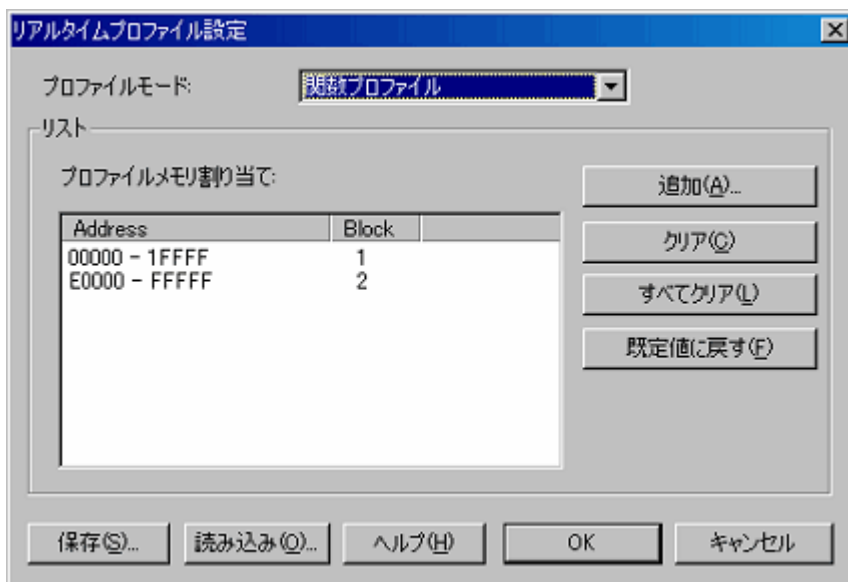 リアルタイムプロファイル設定
プロファイルモード: 関数プロファイル
リスト
プロファイルメモリ割り当て:
Address Block
00000 - 1FFFF 1
E0000 - FFFFF 2
追加(A)...
クリア(C)
すべてクリア(L)
既定値に戻す(F)
保存(S)... 読み込み(O)... ヘルプ(H) OK キャンセル